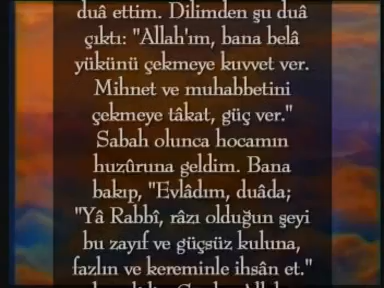 duâ ettim. Dilimden şu duâ
çıktı: "Allah'ım, bana belâ
yükünü çekmeye kuvvet ver.
Mihnet ve muhabbetini
çekmeye tâkat, güç ver."
Sabah olunca hocamın
huzûruna geldim. Bana
bakıp, "Evlâdım, duâda;
"Yâ Rabbî, râzı olduğun şeyi
bu zayıf ve güçsüz kuluna,
fazlın ve kereminle ihsân et."